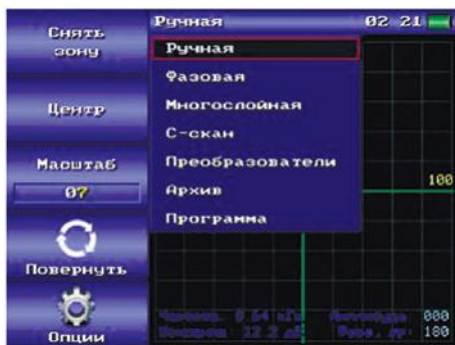 Снять
зону
Центр
Масштаб
07
Повернуть
Опции
Ручная
02 21
Ручная
Фазовая
Многослойная
С-скан
Преобразователи
Архив
Программа
100
000
180